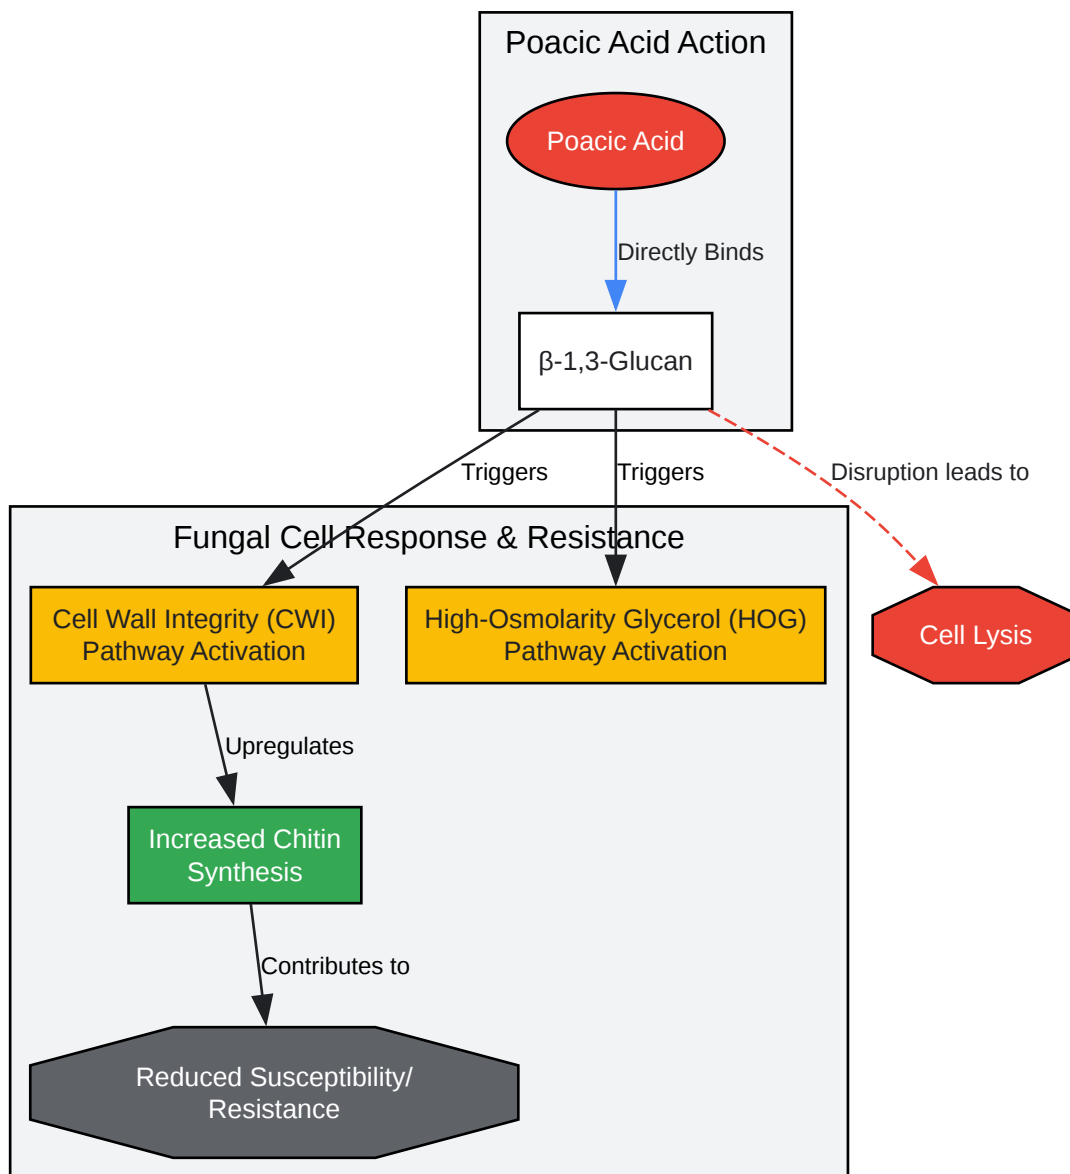 Poacic Acid Action
Poacic Acid
Directly Binds
β-1,3-Glucan
Triggers
Triggers
Disruption leads to
Fungal Cell Response & Resistance
Cell Wall Integrity (CWI)
Pathway Activation
High-Osmolarity Glycerol (HOG)
Pathway Activation
Cell Lysis
Upregulates
Increased Chitin
Synthesis
Contributes to
Reduced Susceptibility/
Resistance